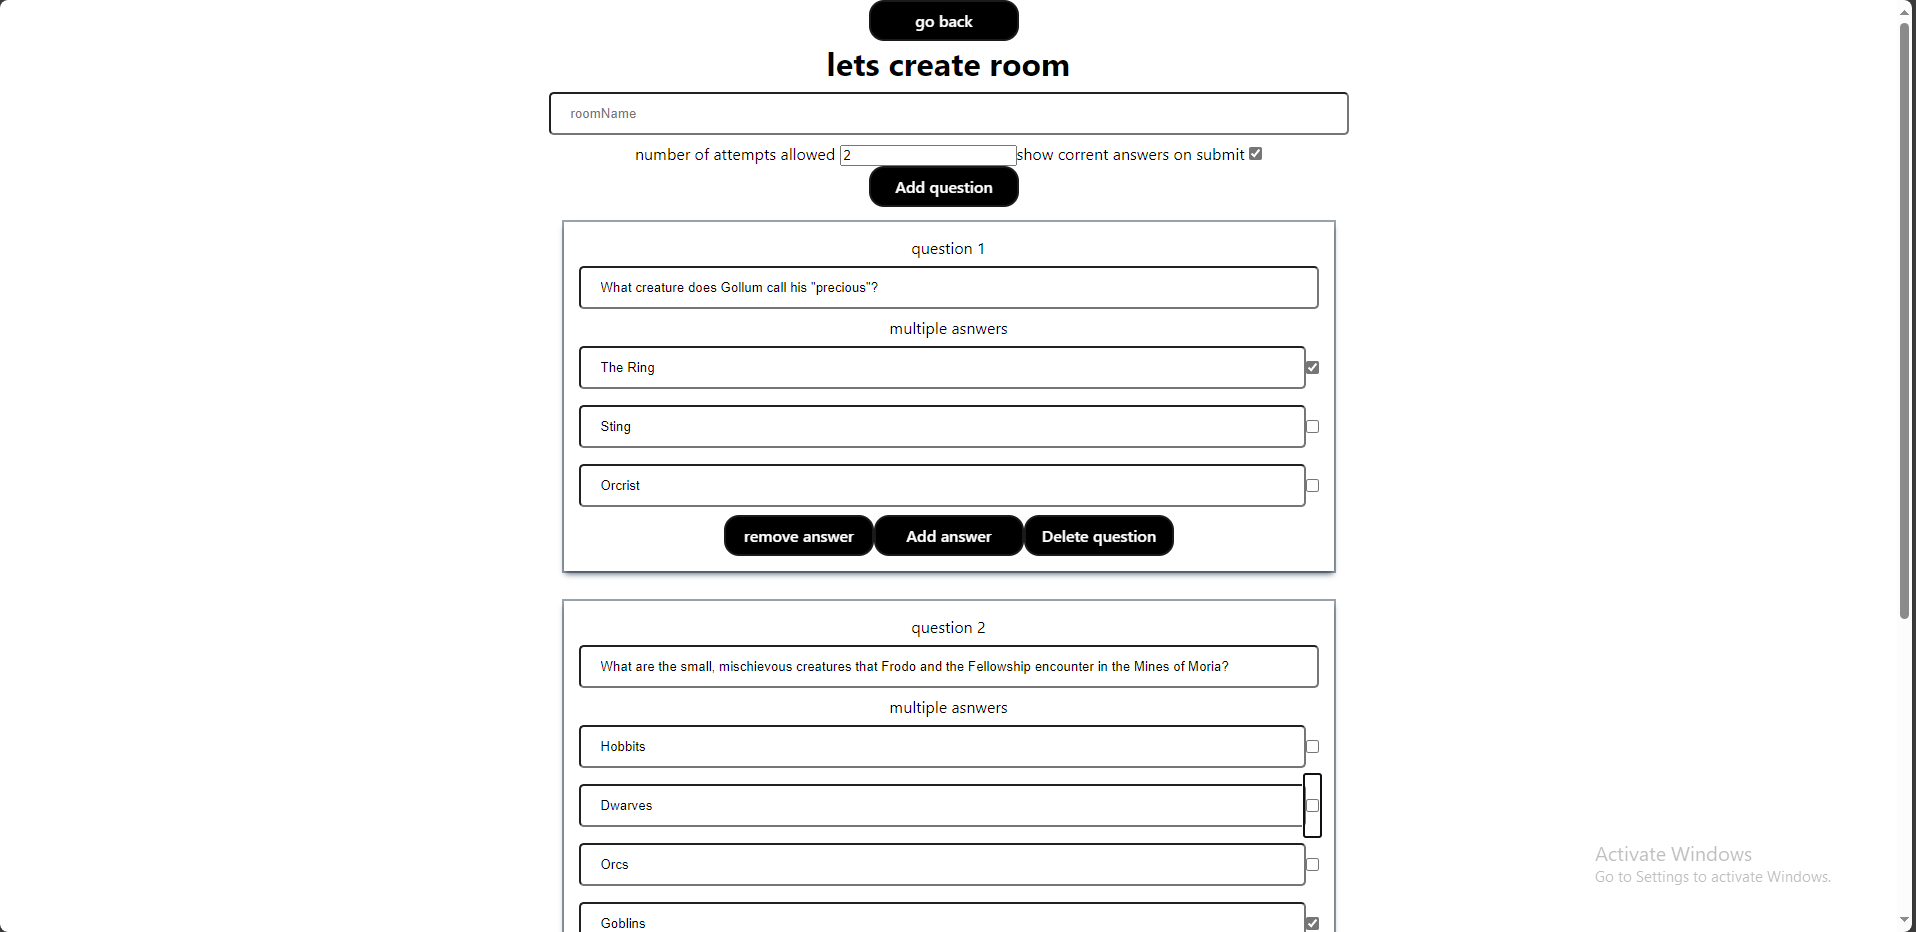 go back
lets create room
roomName
number of attempts allowed 2 show corrent answers on submit
Add question
question 1
What creature does Gollum call his "precious"?
multiple asnwers
The Ring
Sting
Orcrist
remove answer Add answer Delete question
question 2
What are the small, mischievous creatures that Frodo and the Fellowship encounter in the Mines of Moria?
multiple asnwers
Hobbits
Dwarves
Orcs
Goblins
Activate Windows
Go to Settings to activate Windows.